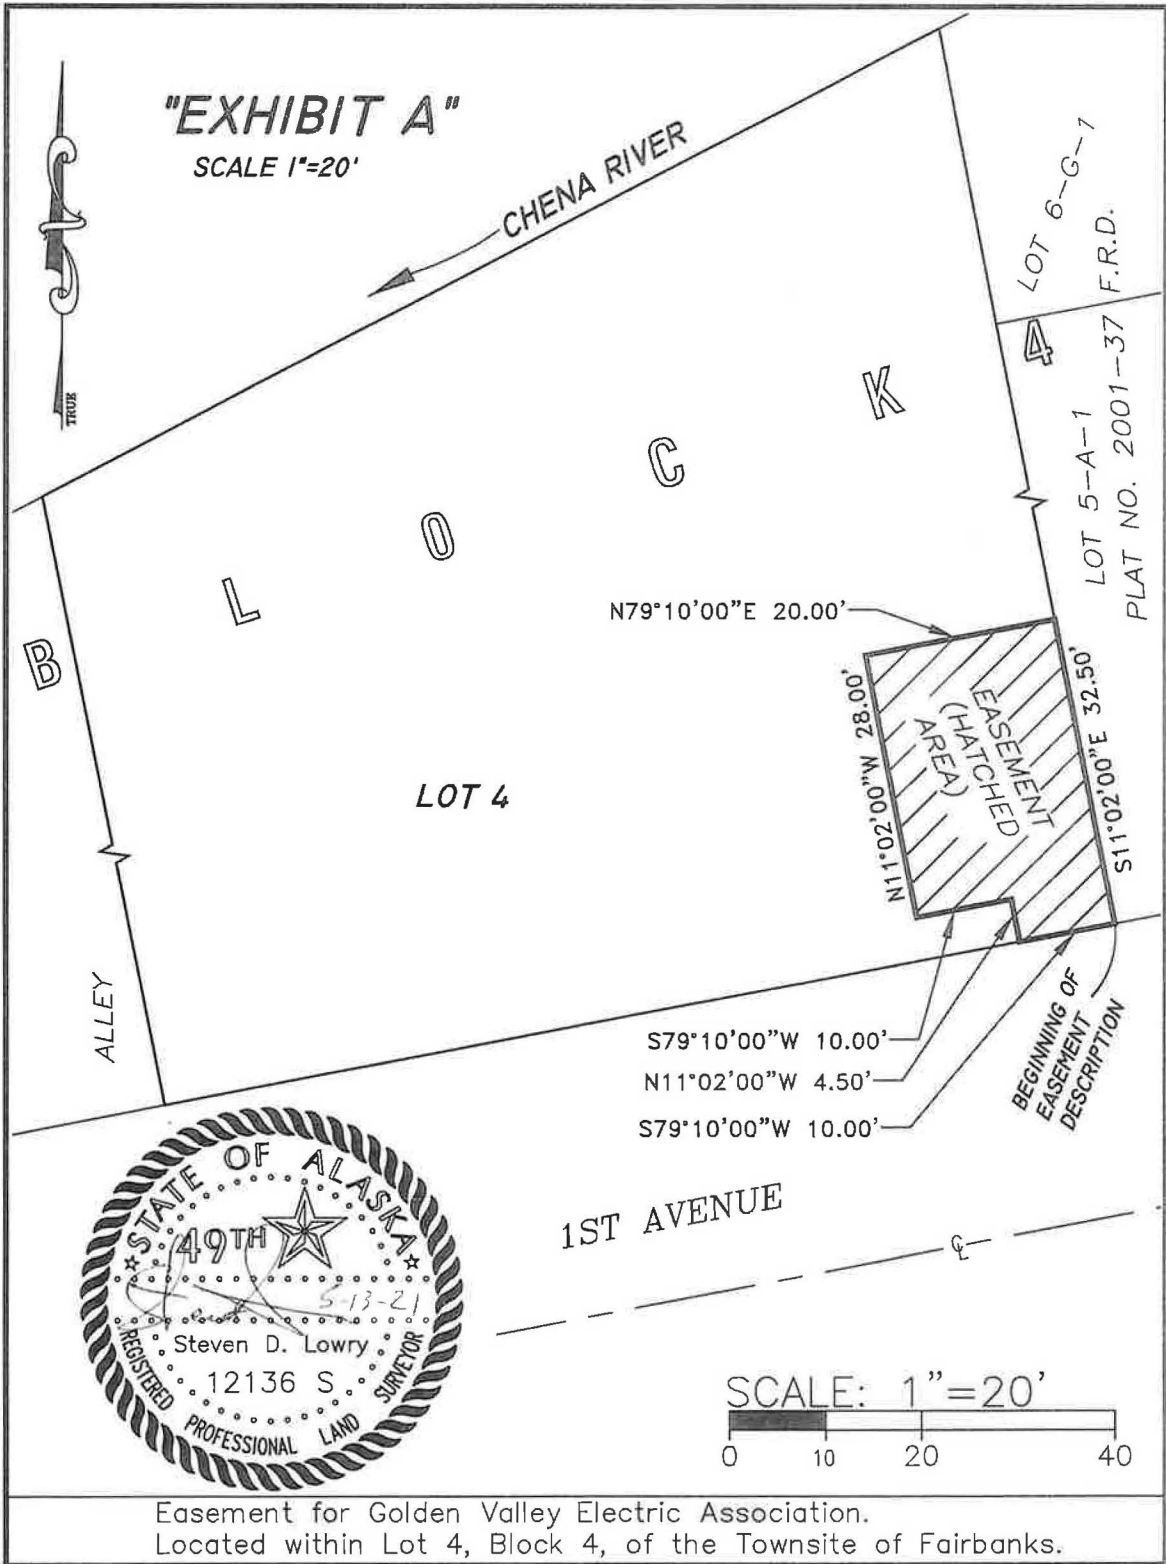 "EXHIBIT A"
SCALE 1"=20'
TRUE
CHENA RIVER
LOT 6-G-1
B L O C K 4
LOT 5-A-1
PLAT NO. 2001-37 F.R.D.
N79°10'00"E 20.00'
N11°02'00"W 28.00'
EASEMENT
(HATCHED
AREA)
S11°02'00"E 32.50'
LOT 4
ALLEY
S79°10'00"W 10.00'
N11°02'00"W 4.50'
S79°10'00"W 10.00'
BEGINNING OF
EASEMENT
DESCRIPTION
1ST AVENUE
℄
STATE OF ALASKA
49TH
5-13-21
Steven D. Lowry
12136 S
REGISTERED PROFESSIONAL LAND SURVEYOR
SCALE: 1"=20'
0 10 20 40
Easement for Golden Valley Electric Association.
Located within Lot 4, Block 4, of the Townsite of Fairbanks.